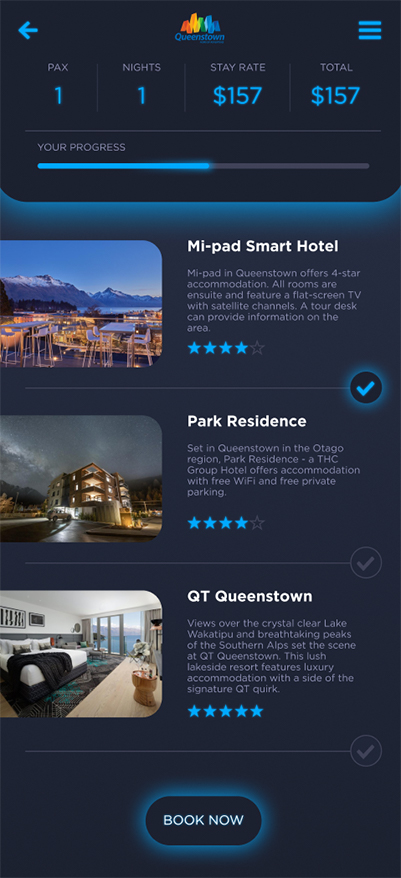 Queenstown
PAX
NIGHTS
STAY RATE
TOTAL
1
1
$157
$157
YOUR PROGRESS
Mi-pad Smart Hotel
Mi-pad in Queenstown offers 4-star
accommodation. All rooms are
ensuite and feature a flat-screen TV
with satellite channels. A tour desk
can provide information on the
area.
Park Residence
Set in Queenstown in the Otago
region, Park Residence - a THC
Group Hotel offers accommodation
with free WiFi and free private
parking.
QT Queenstown
Views over the crystal clear Lake
Wakatipu and breathtaking peaks
of the Southern Alps set the scene
at QT Queenstown. This lush
lakeside resort features luxury
accommodation with a side of the
signature QT quirk.
BOOK NOW